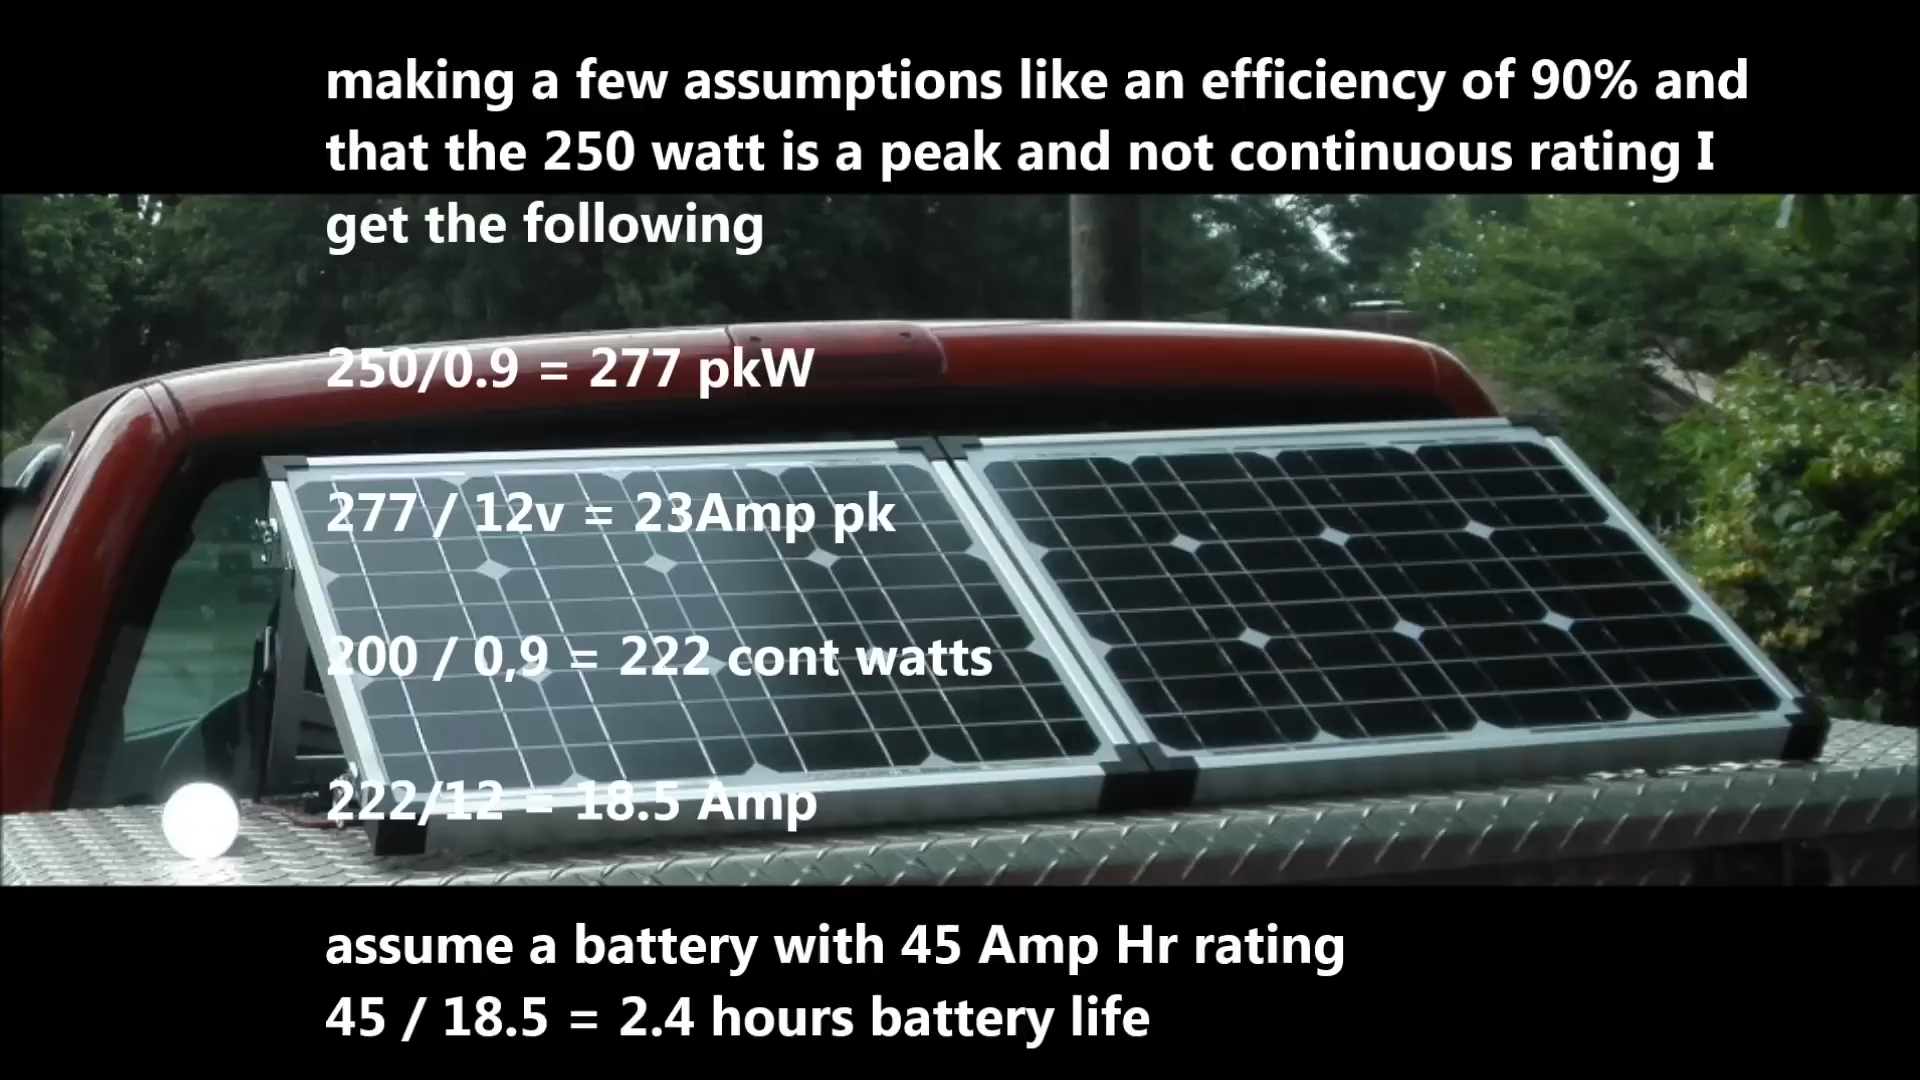 making a few assumptions like an efficiency of 90% and
that the 250 watt is a peak and not continuous rating I
get the following
250/0.9 = 277 pkW
277 / 12v = 23Amp pk
200 / 0,9 = 222 cont watts
222/12 = 18.5 Amp
assume a battery with 45 Amp Hr rating
45 / 18.5 = 2.4 hours battery life